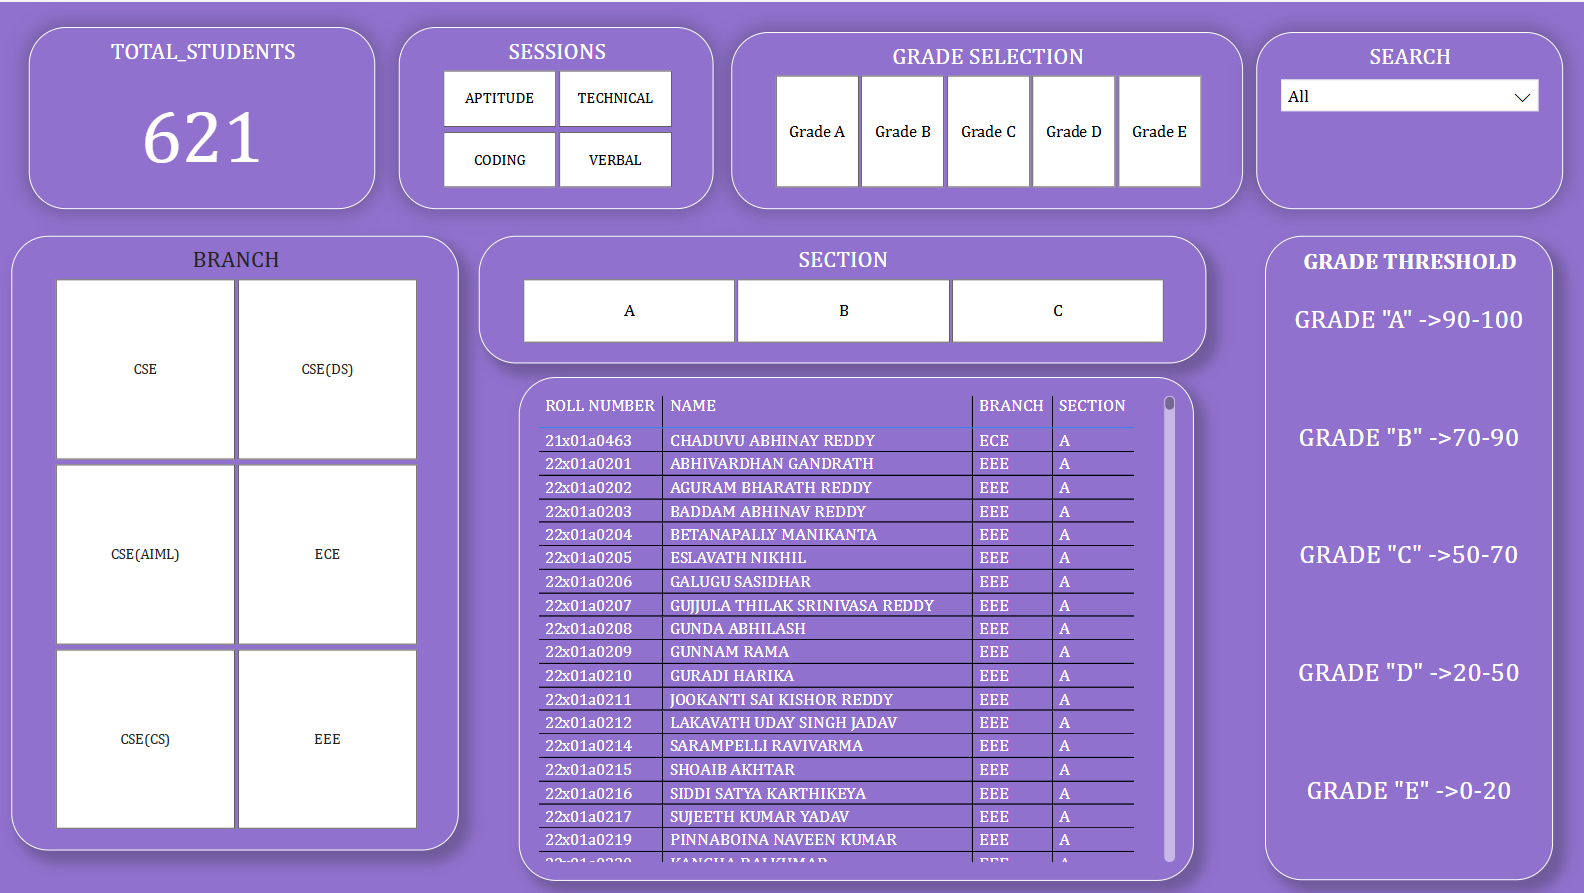 TOTAL_STUDENTS
621
SESSIONS
APTITUDE TECHNICAL
CODING VERBAL
GRADE SELECTION
Grade A Grade B Grade C Grade D Grade E
SEARCH
All
BRANCH
CSE CSE(DS)
CSE(AIML) ECE
CSE(CS) EEE
SECTION
A B C
ROLL NUMBER NAME BRANCH SECTION
21x01a0463 CHADUVU ABHINAY REDDY ECE A
22x01a0201 ABHIVARDHAN GANDRATH EEE A
22x01a0202 AGURAM BHARATH REDDY EEE A
22x01a0203 BADDAM ABHINAV REDDY EEE A
22x01a0204 BETANAPALLY MANIKANTA EEE A
22x01a0205 ESLAVATH NIKHIL EEE A
22x01a0206 GALUGU SASIDHAR EEE A
22x01a0207 GUJJULA THILAK SRINIVASA REDDY EEE A
22x01a0208 GUNDA ABHILASH EEE A
22x01a0209 GUNNAM RAMA EEE A
22x01a0210 GURADI HARIKA EEE A
22x01a0211 JOOKANTI SAI KISHOR REDDY EEE A
22x01a0212 LAKAVATH UDAY SINGH JADAV EEE A
22x01a0214 SARAMPELLI RAVIVARMA EEE A
22x01a0215 SHOAIB AKHTAR EEE A
22x01a0216 SIDDI SATYA KARTHIKEYA EEE A
22x01a0217 SUJEETH KUMAR YADAV EEE A
22x01a0219 PINNABOINA NAVEEN KUMAR EEE A
22x01a0220 EEE A
GRADE THRESHOLD
GRADE "A" ->90-100
GRADE "B" ->70-90
GRADE "C" ->50-70
GRADE "D" ->20-50
GRADE "E" ->0-20